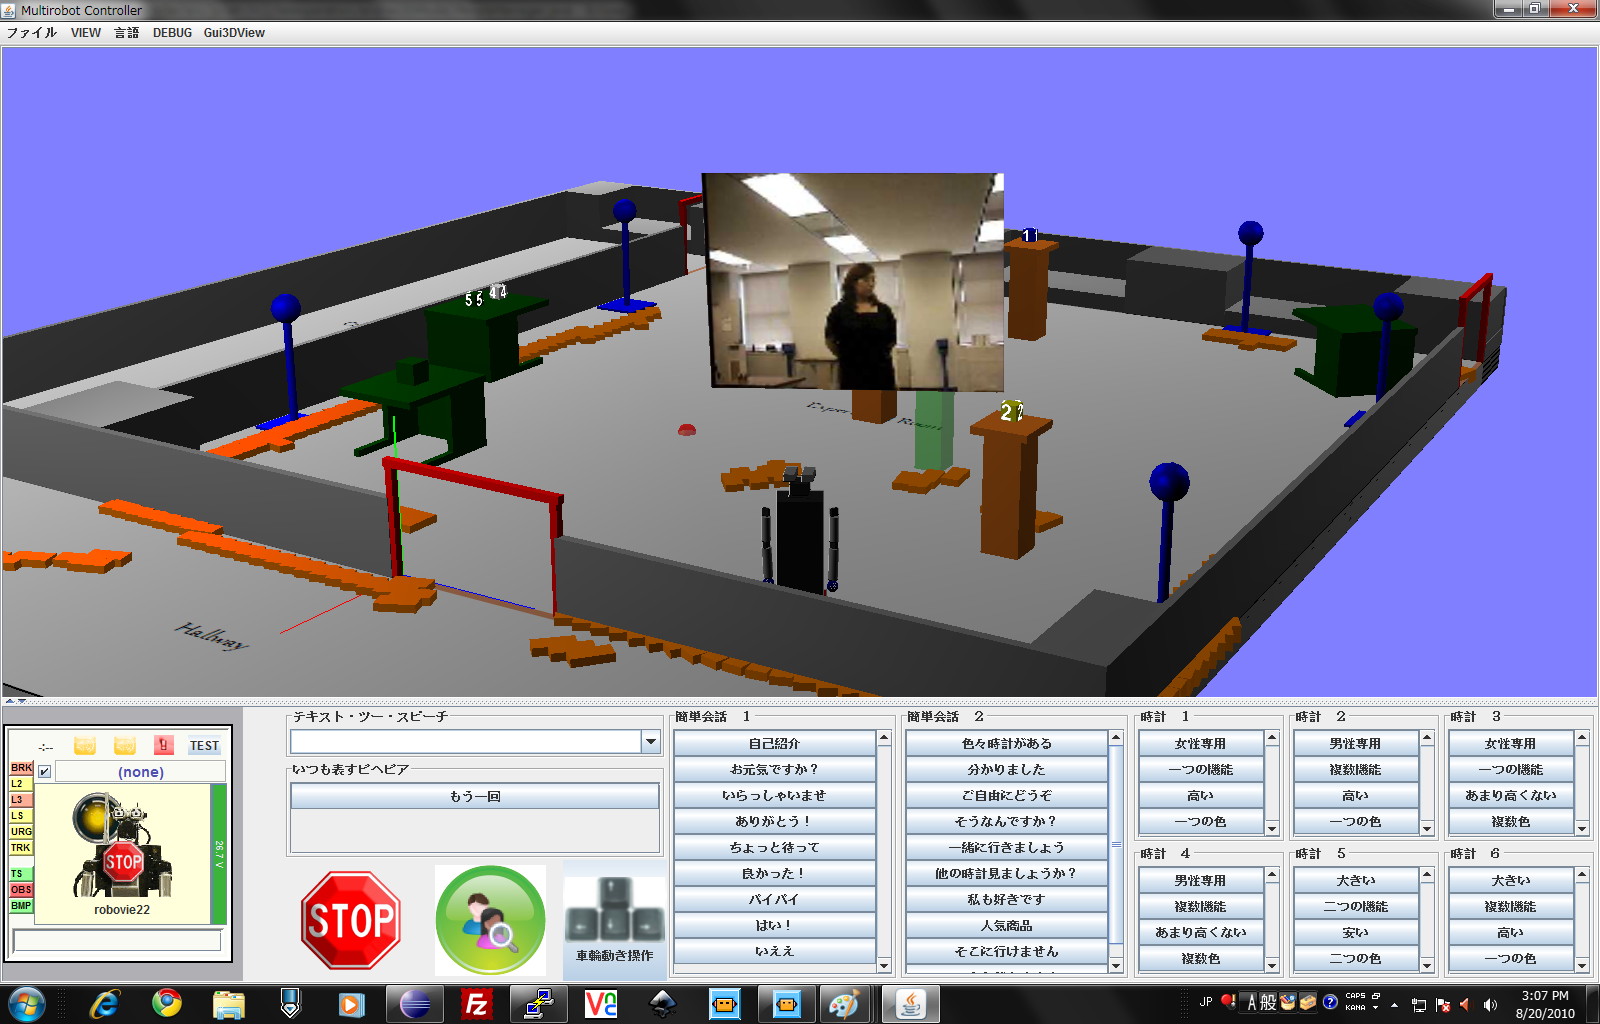 Multirobot Controller
ファイル VIEW 言語 DEBUG Gui3DView
1
5 5 4 4
2 2
Room
Hallway
-:-- TEST
BRK
(none)
L2
L3
LS
URG
TRK
TS
OBS
BMP
STOP
26.7 V
robovie22
テキスト・ツー・スピーチ
いつも表すビヘビア
もう一回
STOP
車輪動き操作
簡単会話 1
自己紹介
お元気ですか?
いらっしゃいませ
ありがとう!
ちょっと待って
良かった!
バイバイ
はい!
いええ
簡単会話 2
色々時計がある
分かりました
ご自由にどうぞ
そうなんですか?
一緒に行きましょう
他の時計見ましょうか?
私も好きです
人気商品
そこに行けません
時計 1
女性専用
一つの機能
高い
一つの色
時計 2
男性専用
複数機能
高い
一つの色
時計 3
女性専用
一つの機能
あまり高くない
複数色
時計 4
男性専用
複数機能
あまり高くない
複数色
時計 5
大きい
二つの機能
安い
二つの色
時計 6
大きい
複数機能
高い
一つの色
JP A 般 CAPS KANA
3:07 PM
8/20/2010